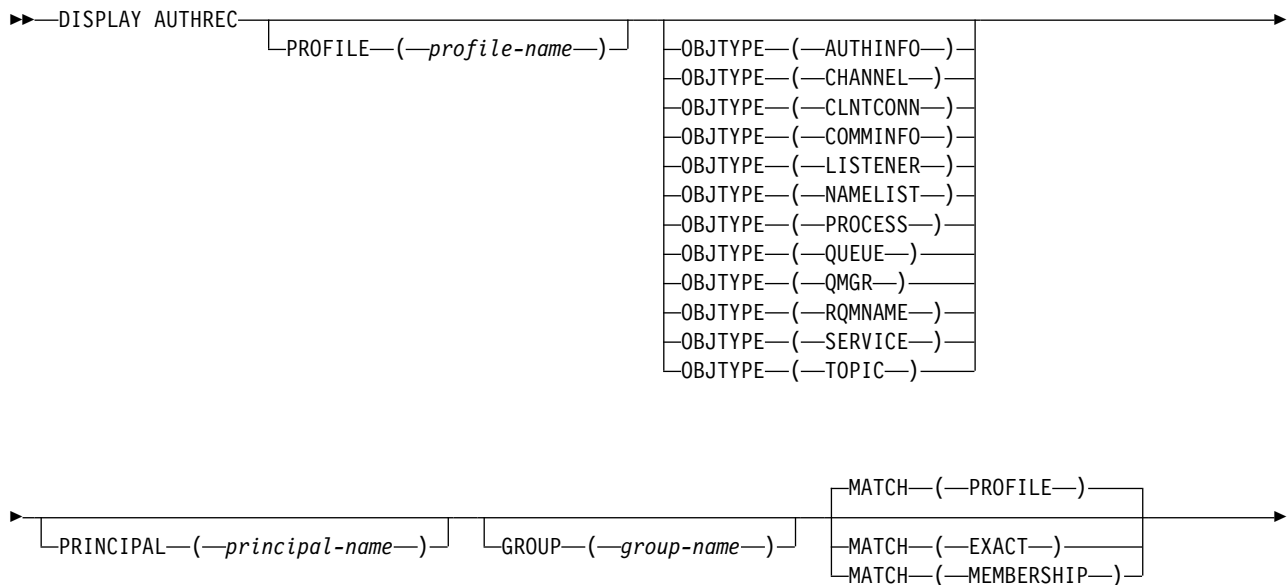 DISPLAY AUTHREC
PROFILE ( profile-name )
OBJTYPE ( AUTHINFO )
OBJTYPE ( CHANNEL )
OBJTYPE ( CLNTCONN )
OBJTYPE ( COMMINFO )
OBJTYPE ( LISTENER )
OBJTYPE ( NAMELIST )
OBJTYPE ( PROCESS )
OBJTYPE ( QUEUE )
OBJTYPE ( QMGR )
OBJTYPE ( RQMNAME )
OBJTYPE ( SERVICE )
OBJTYPE ( TOPIC )
MATCH ( PROFILE )
PRINCIPAL ( principal-name )
GROUP ( group-name )
MATCH ( EXACT )
MATCH ( MEMBERSHIP )